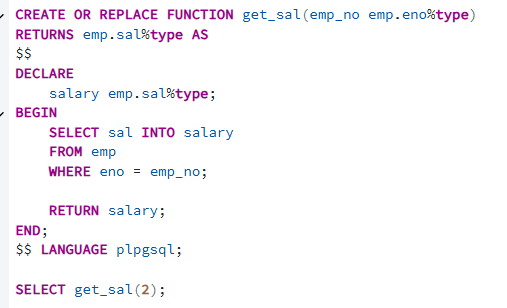 CREATE OR REPLACE FUNCTION get_sal(emp_no emp.eno%type)
RETURNS emp.sal%type AS
$$
DECLARE
    salary emp.sal%type;
BEGIN
    SELECT sal INTO salary
    FROM emp
    WHERE eno = emp_no;

    RETURN salary;
END;
$$ LANGUAGE plpgsql;

SELECT get_sal(2);